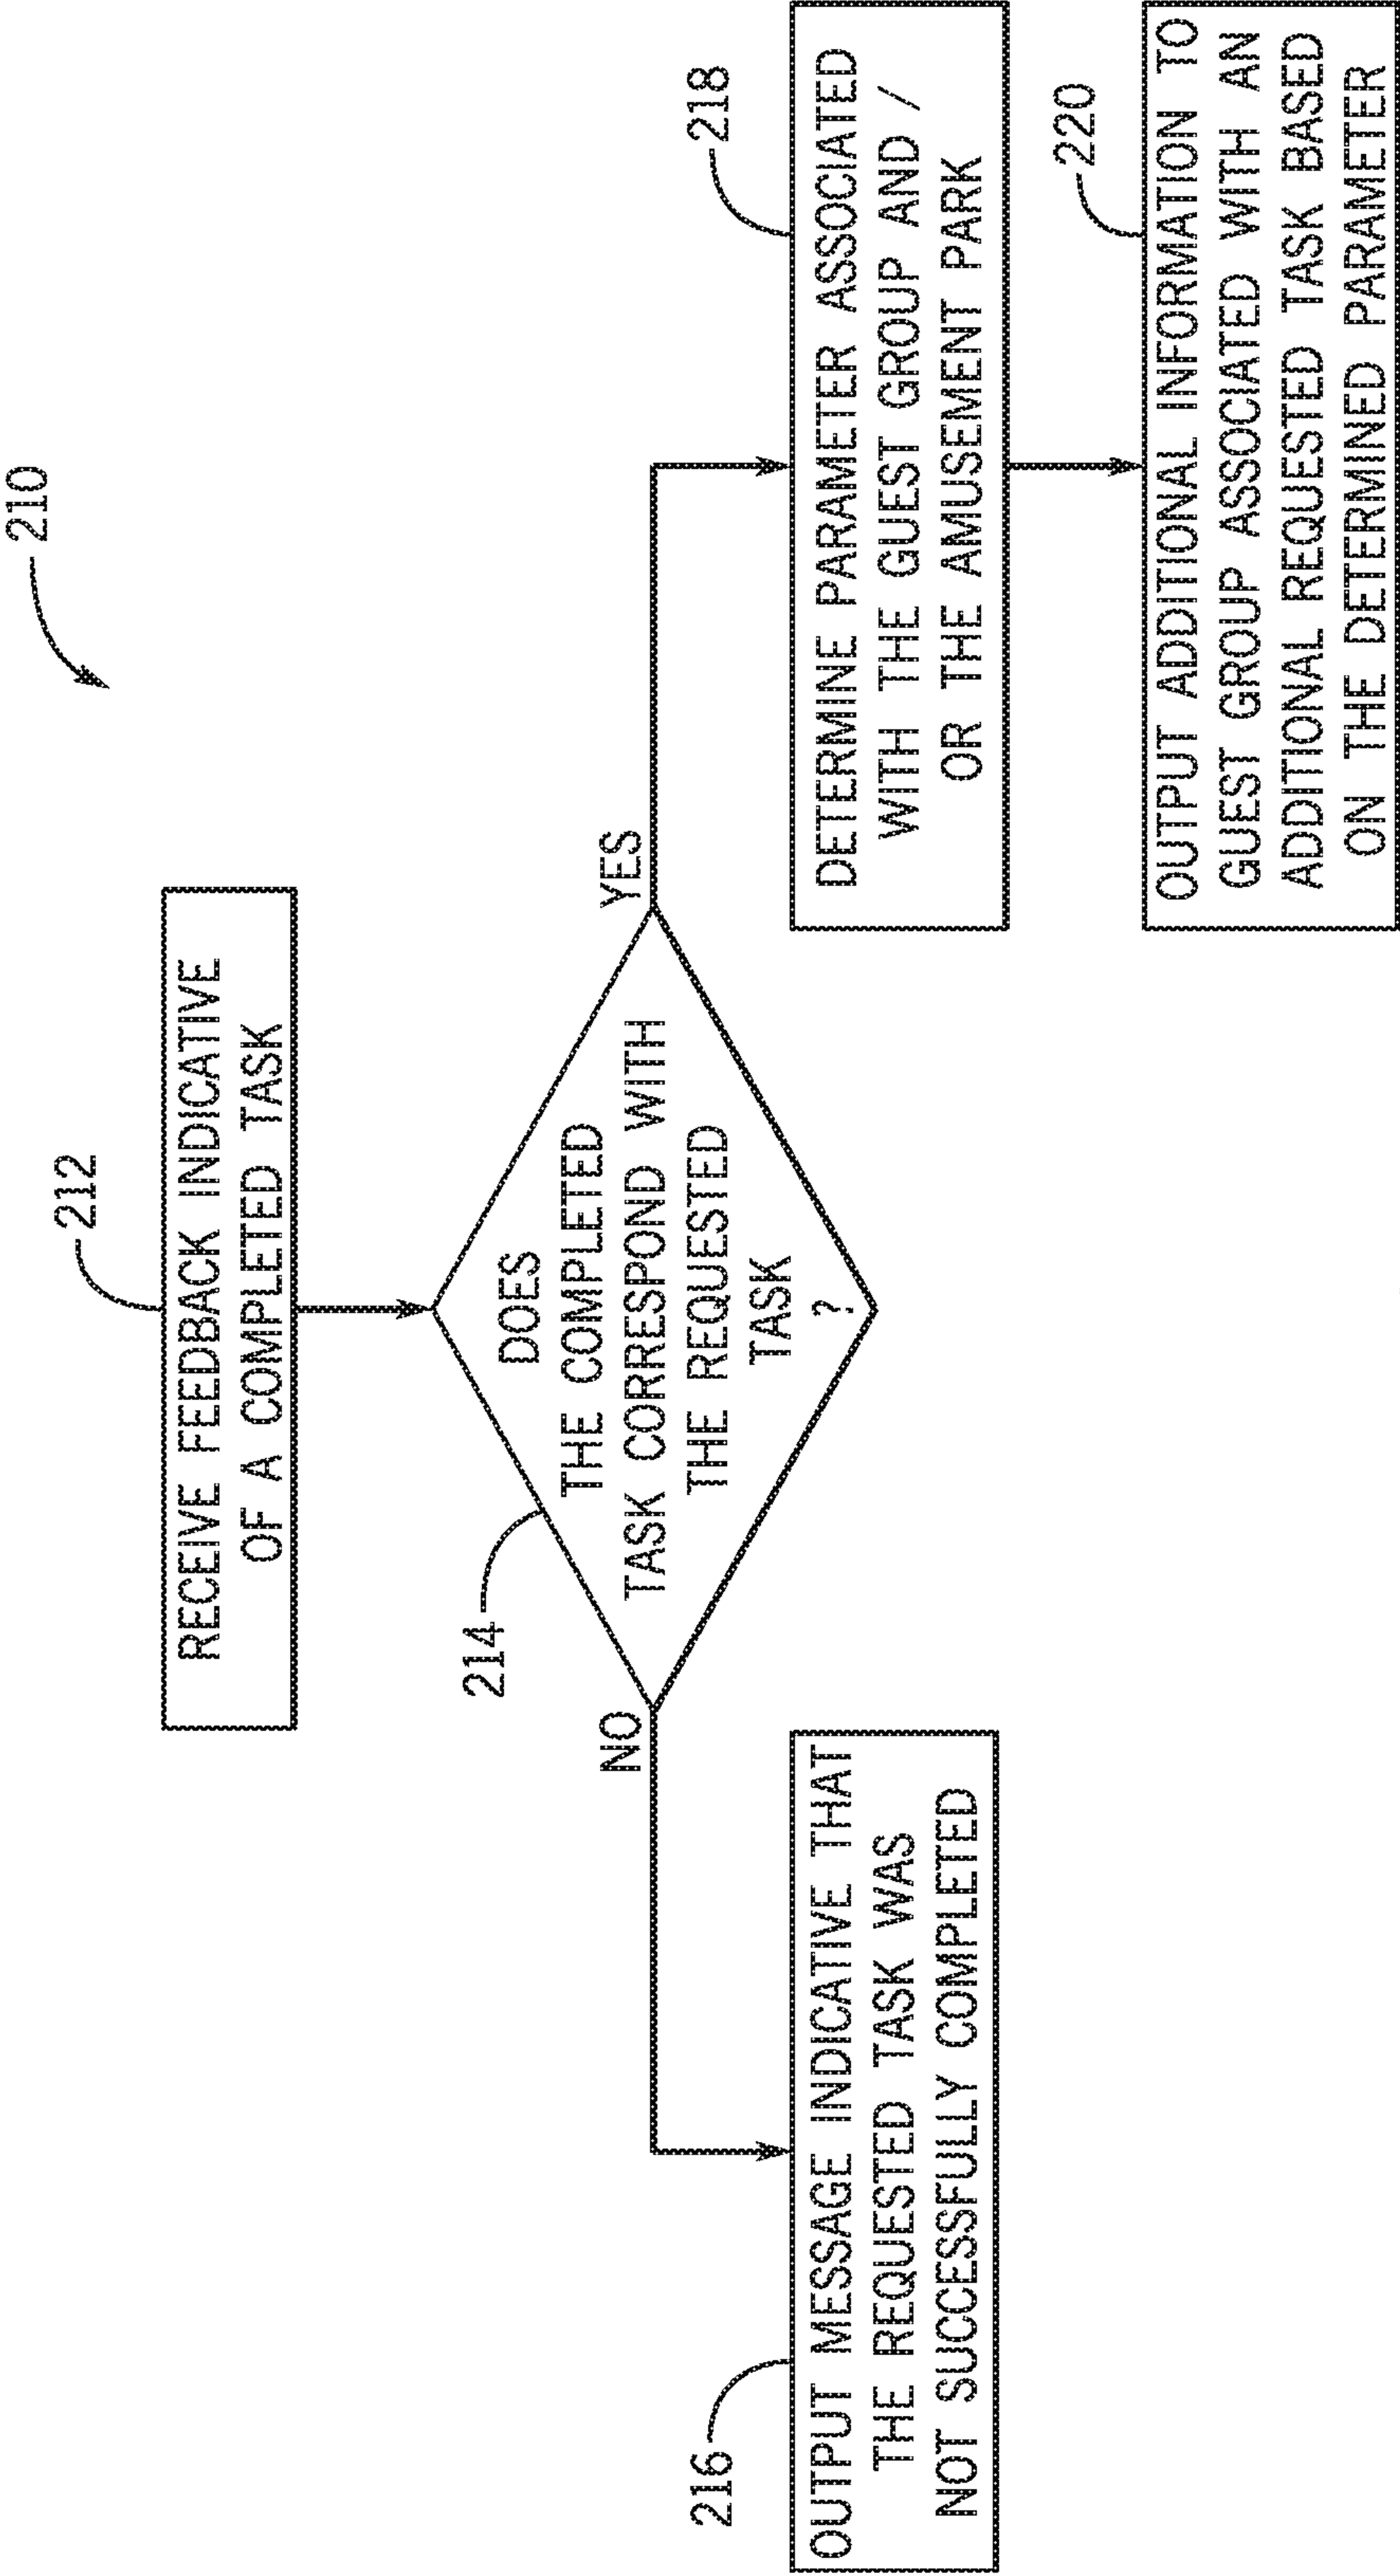 210
212
RECEIVE FEEDBACK INDICATIVE
OF A COMPLETED TASK
214
DOES
THE COMPLETED
TASK CORRESPOND WITH
THE REQUESTED
TASK
?
NO
YES
216
OUTPUT MESSAGE INDICATIVE THAT
THE REQUESTED TASK WAS
NOT SUCCESSFULLY COMPLETED
218
DETERMINE PARAMETER ASSOCIATED
WITH THE GUEST GROUP AND /
OR THE AMUSEMENT PARK
220
OUTPUT ADDITIONAL INFORMATION TO
GUEST GROUP ASSOCIATED WITH AN
ADDITIONAL REQUESTED TASK BASED
ON THE DETERMINED PARAMETER